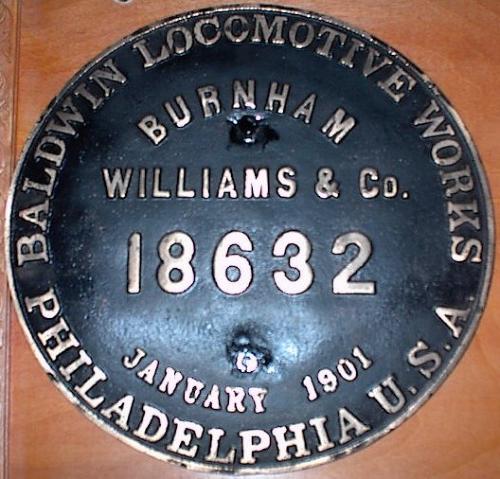 BALDWIN LOCOMOTIVE WORKS
BURNHAM
WILLIAMS & Co.
18632
JANUARY 1901
PHILADELPHIA U.S.A